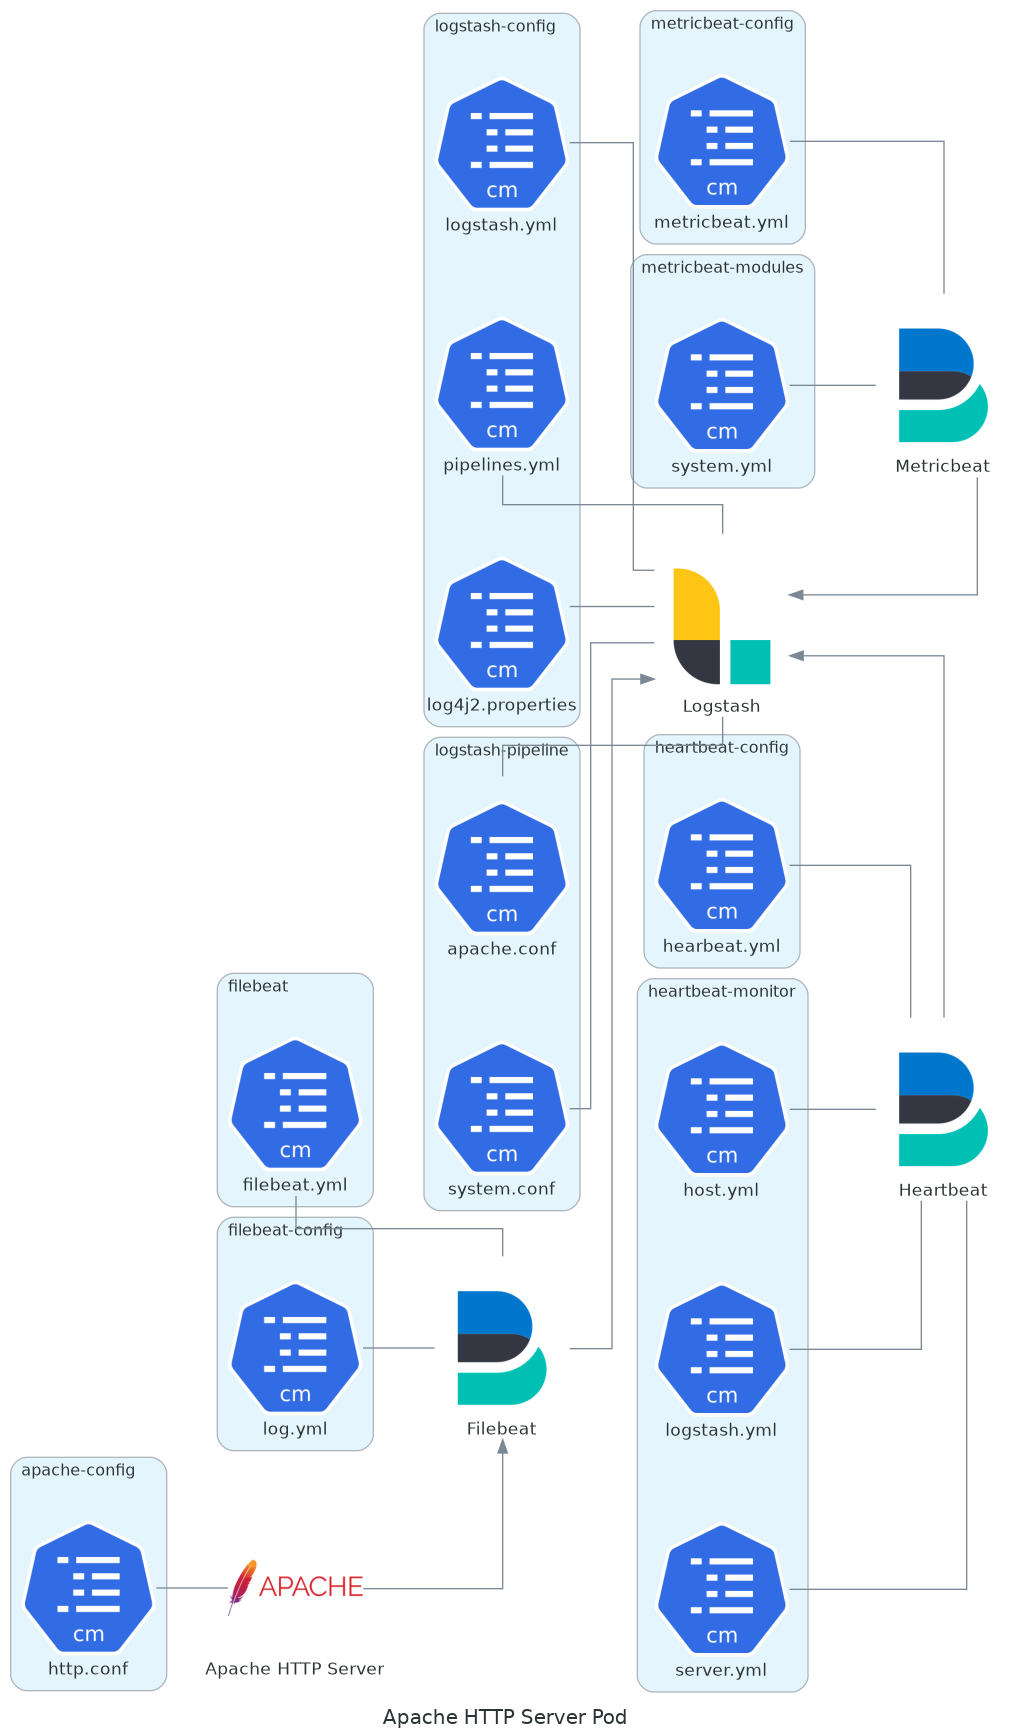 logstash-config
metricbeat-config
cm
logstash.yml
cm
metricbeat.yml
metricbeat-modules
cm
pipelines.yml
cm
system.yml
Metricbeat
cm
log4j2.properties
Logstash
logstash-pipeline
heartbeat-config
cm
apache.conf
cm
hearbeat.yml
filebeat
heartbeat-monitor
cm
filebeat.yml
cm
system.conf
cm
host.yml
Heartbeat
filebeat-config
cm
log.yml
Filebeat
cm
logstash.yml
apache-config
cm
http.conf
APACHE
Apache HTTP Server
cm
server.yml
Apache HTTP Server Pod